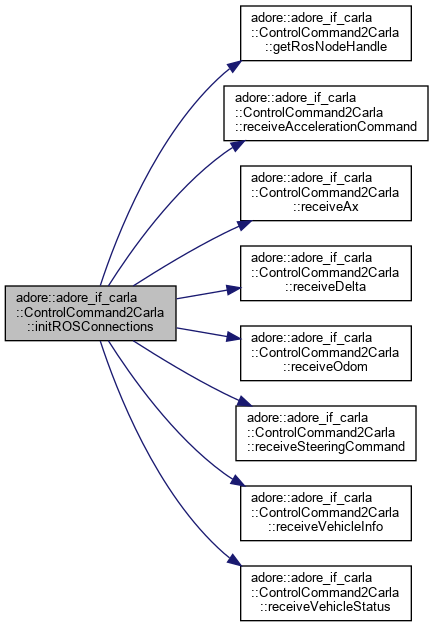 adore::adore_if_carla
::ControlCommand2Carla
::initROSConnections
adore::adore_if_carla
::ControlCommand2Carla
::getRosNodeHandle
adore::adore_if_carla
::ControlCommand2Carla
::receiveAccelerationCommand
adore::adore_if_carla
::ControlCommand2Carla
::receiveAx
adore::adore_if_carla
::ControlCommand2Carla
::receiveDelta
adore::adore_if_carla
::ControlCommand2Carla
::receiveOdom
adore::adore_if_carla
::ControlCommand2Carla
::receiveSteeringCommand
adore::adore_if_carla
::ControlCommand2Carla
::receiveVehicleInfo
adore::adore_if_carla
::ControlCommand2Carla
::receiveVehicleStatus